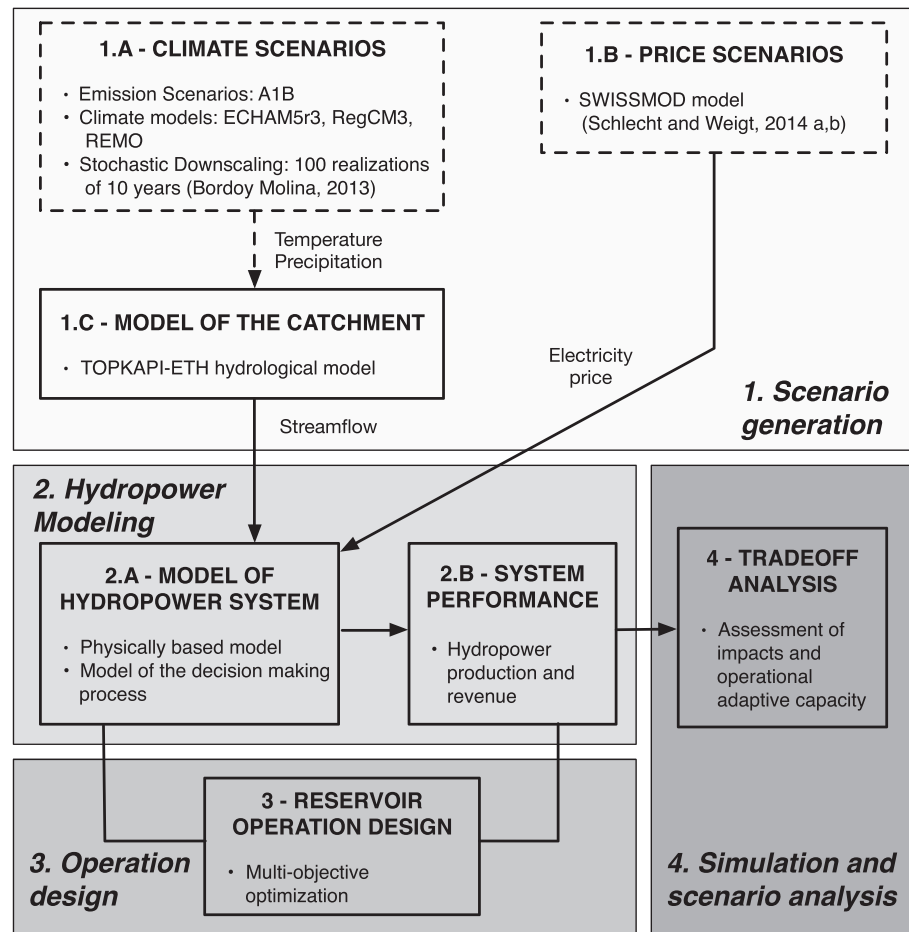 1.A - CLIMATE SCENARIOS
• Emission Scenarios: A1B
• Climate models: ECHAM5r3, RegCM3,
REMO
• Stochastic Downscaling: 100 realizations
of 10 years (Bordoy Molina, 2013)
1.B - PRICE SCENARIOS
• SWISSMOD model
(Schlecht and Weigt, 2014 a,b)
Temperature
Precipitation
1.C - MODEL OF THE CATCHMENT
• TOPKAPI-ETH hydrological model
Electricity
price
Streamflow
1. Scenario
generation
2. Hydropower
Modeling
2.A - MODEL OF
HYDROPOWER SYSTEM
• Physically based model
• Model of the decision making
process
2.B - SYSTEM
PERFORMANCE
• Hydropower
production and
revenue
4 - TRADEOFF
ANALYSIS
• Assessment of
impacts and
operational
adaptive capacity
3 - RESERVOIR
OPERATION DESIGN
• Multi-objective
optimization
3. Operation
design
4. Simulation and
scenario analysis